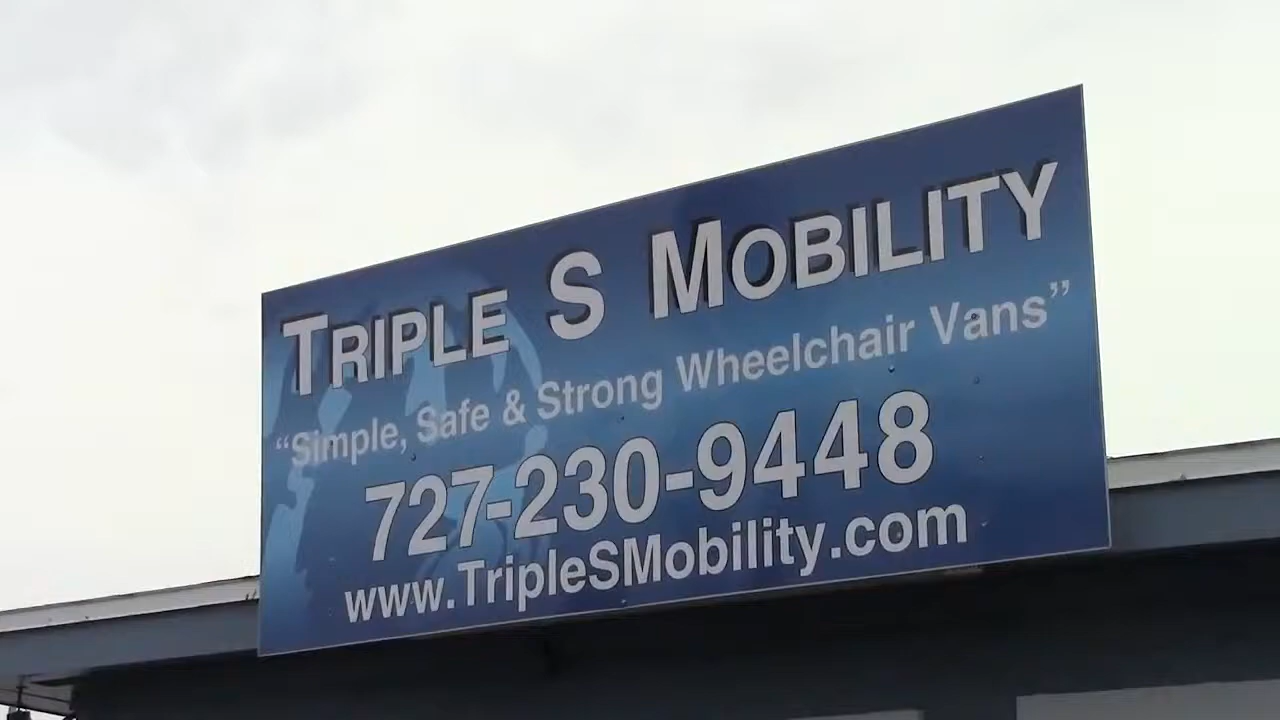 TRIPLE S MOBILITY
“Simple, Safe & Strong Wheelchair Vans”
727-230-9448
www.TripleSMobility.com